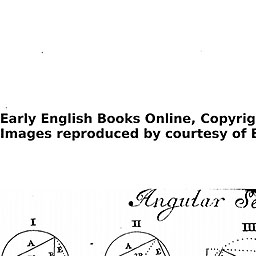 Early English Books Online, Copyrig
Images reproduced by courtesy of B
Angular Se
I II III
A E A E